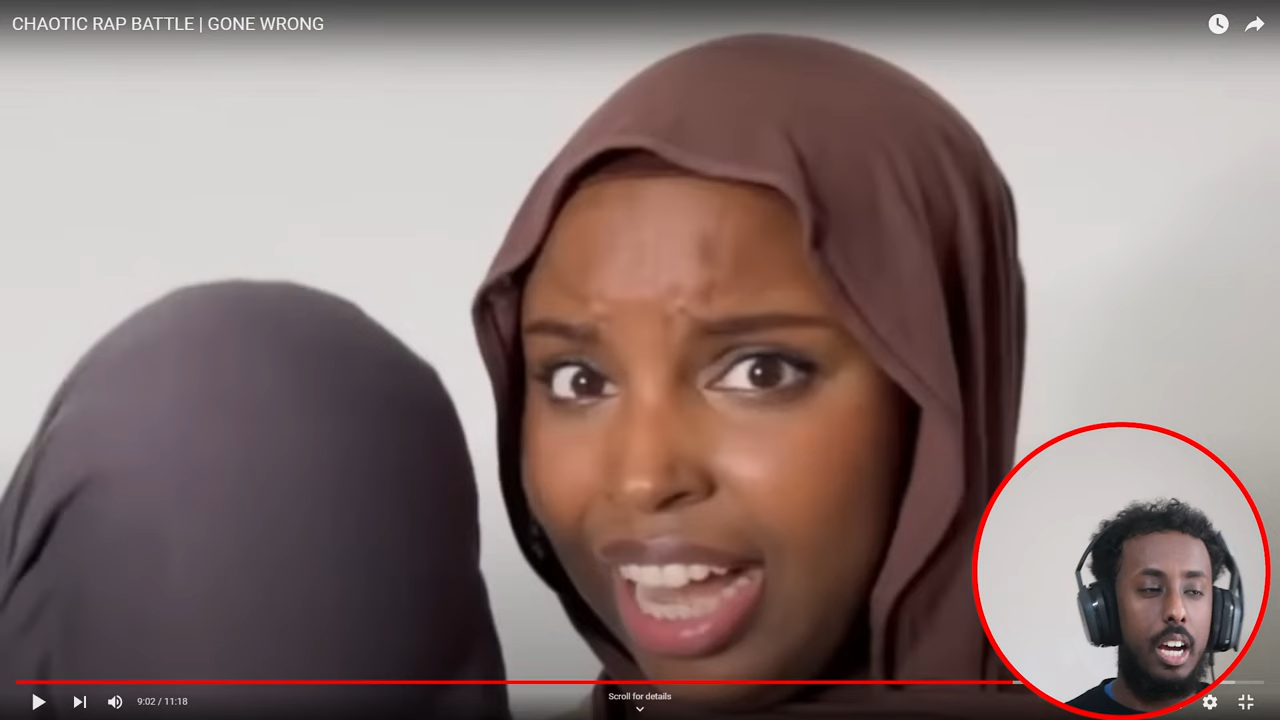 CHAOTIC RAP BATTLE | GONE WRONG
9:02 / 11:18
Scroll for details